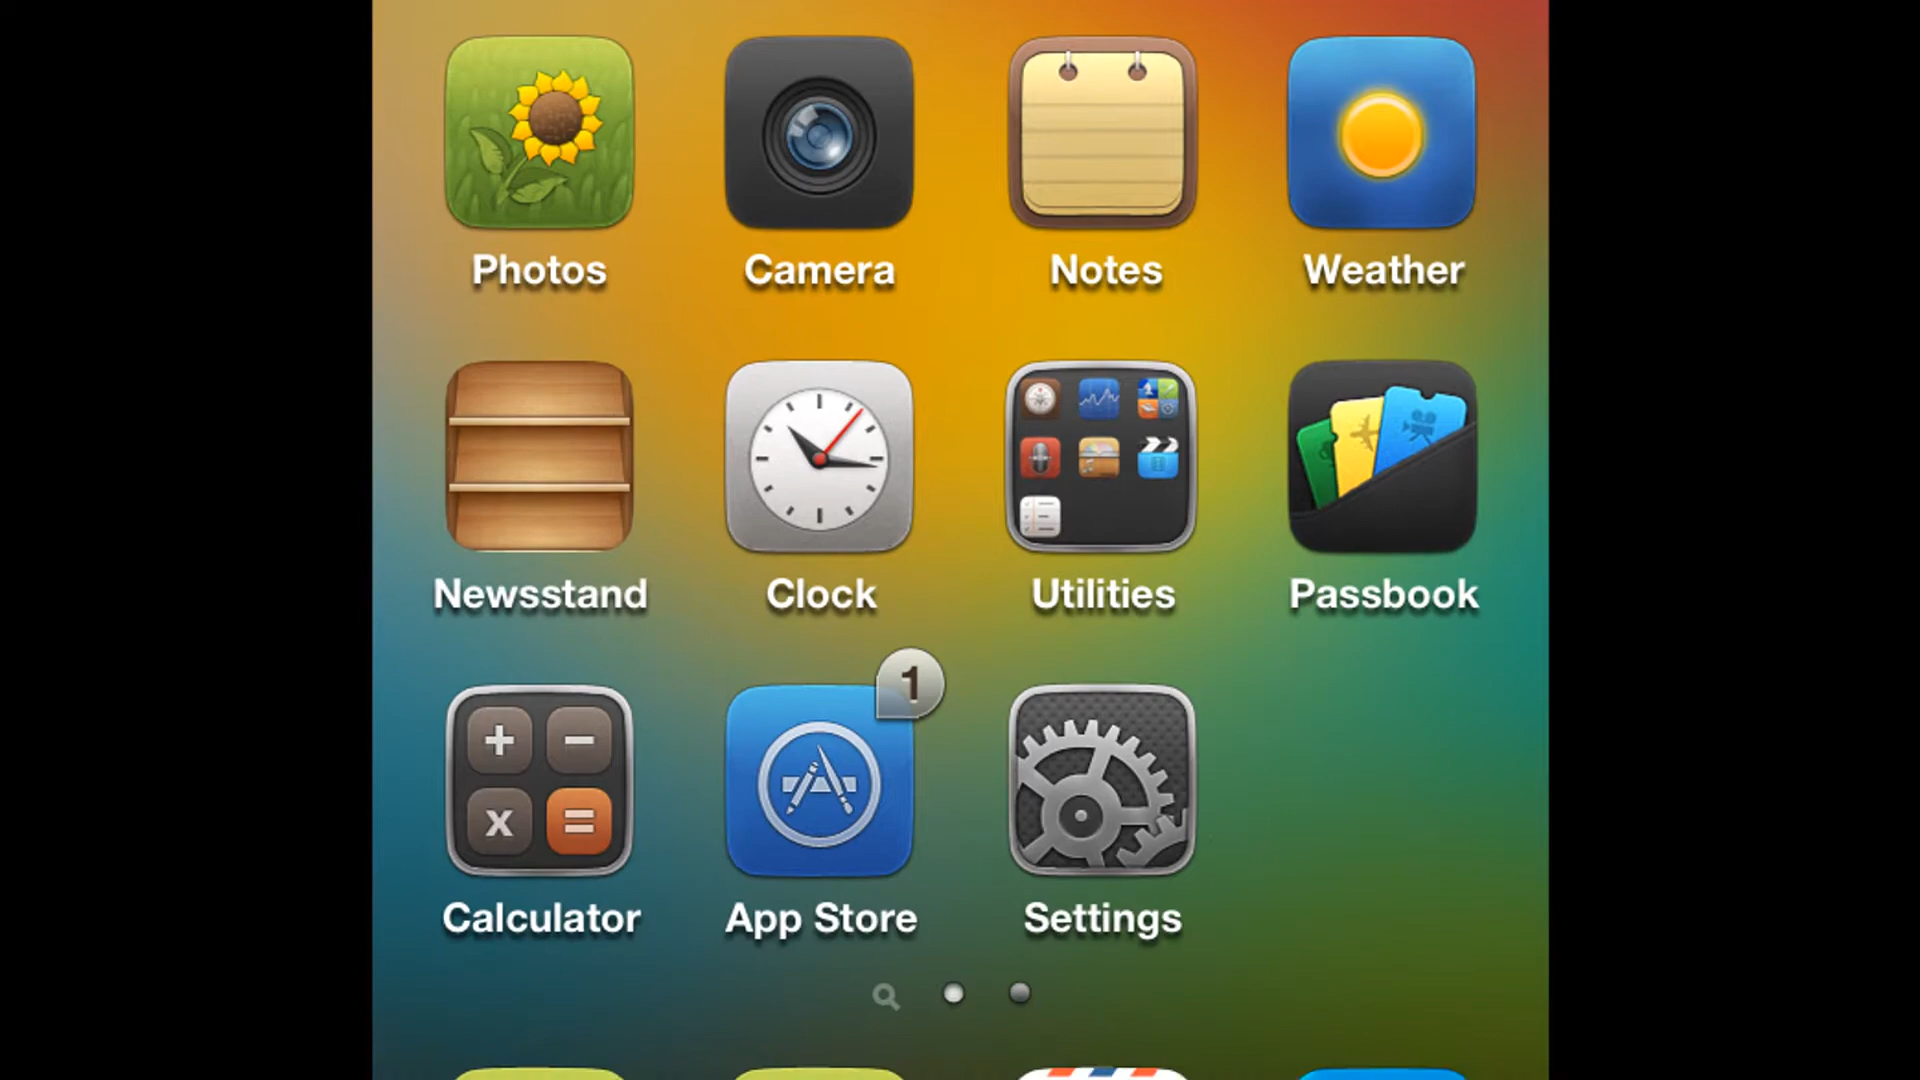 Photos Camera Notes Weather
Newsstand Clock Utilities Passbook
1
+ −
x =
Calculator App Store Settings